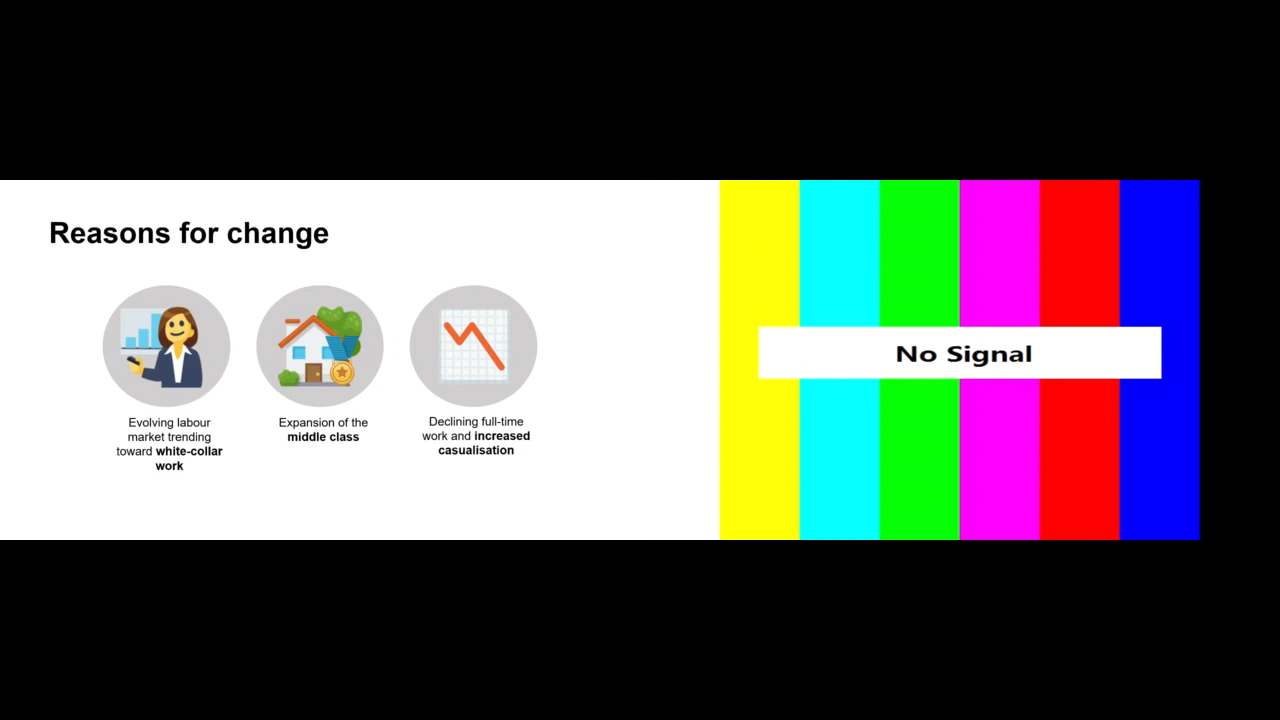 Reasons for change
Evolving labour
market trending
toward white-collar
work
Expansion of the
middle class
Declining full-time
work and increased
casualisation
No Signal